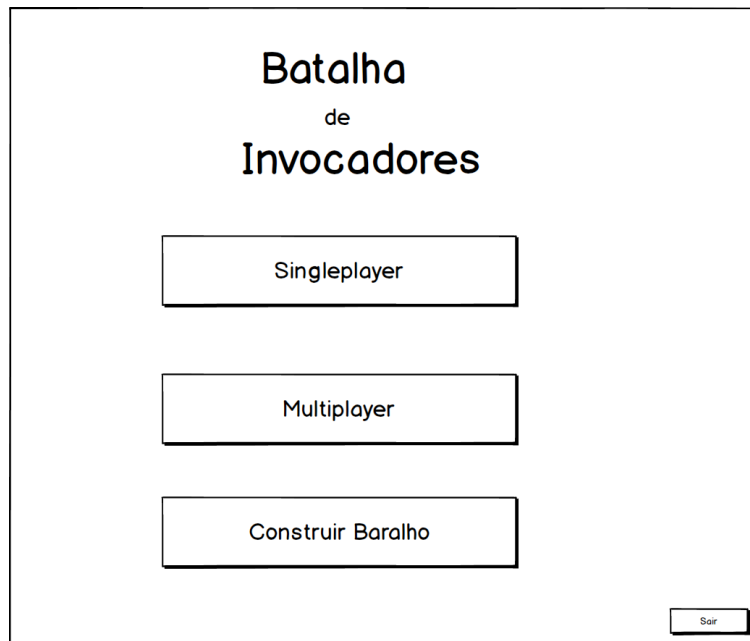 Batalha
de
Invocadores
Singleplayer
Multiplayer
Construir Baralho
Sair